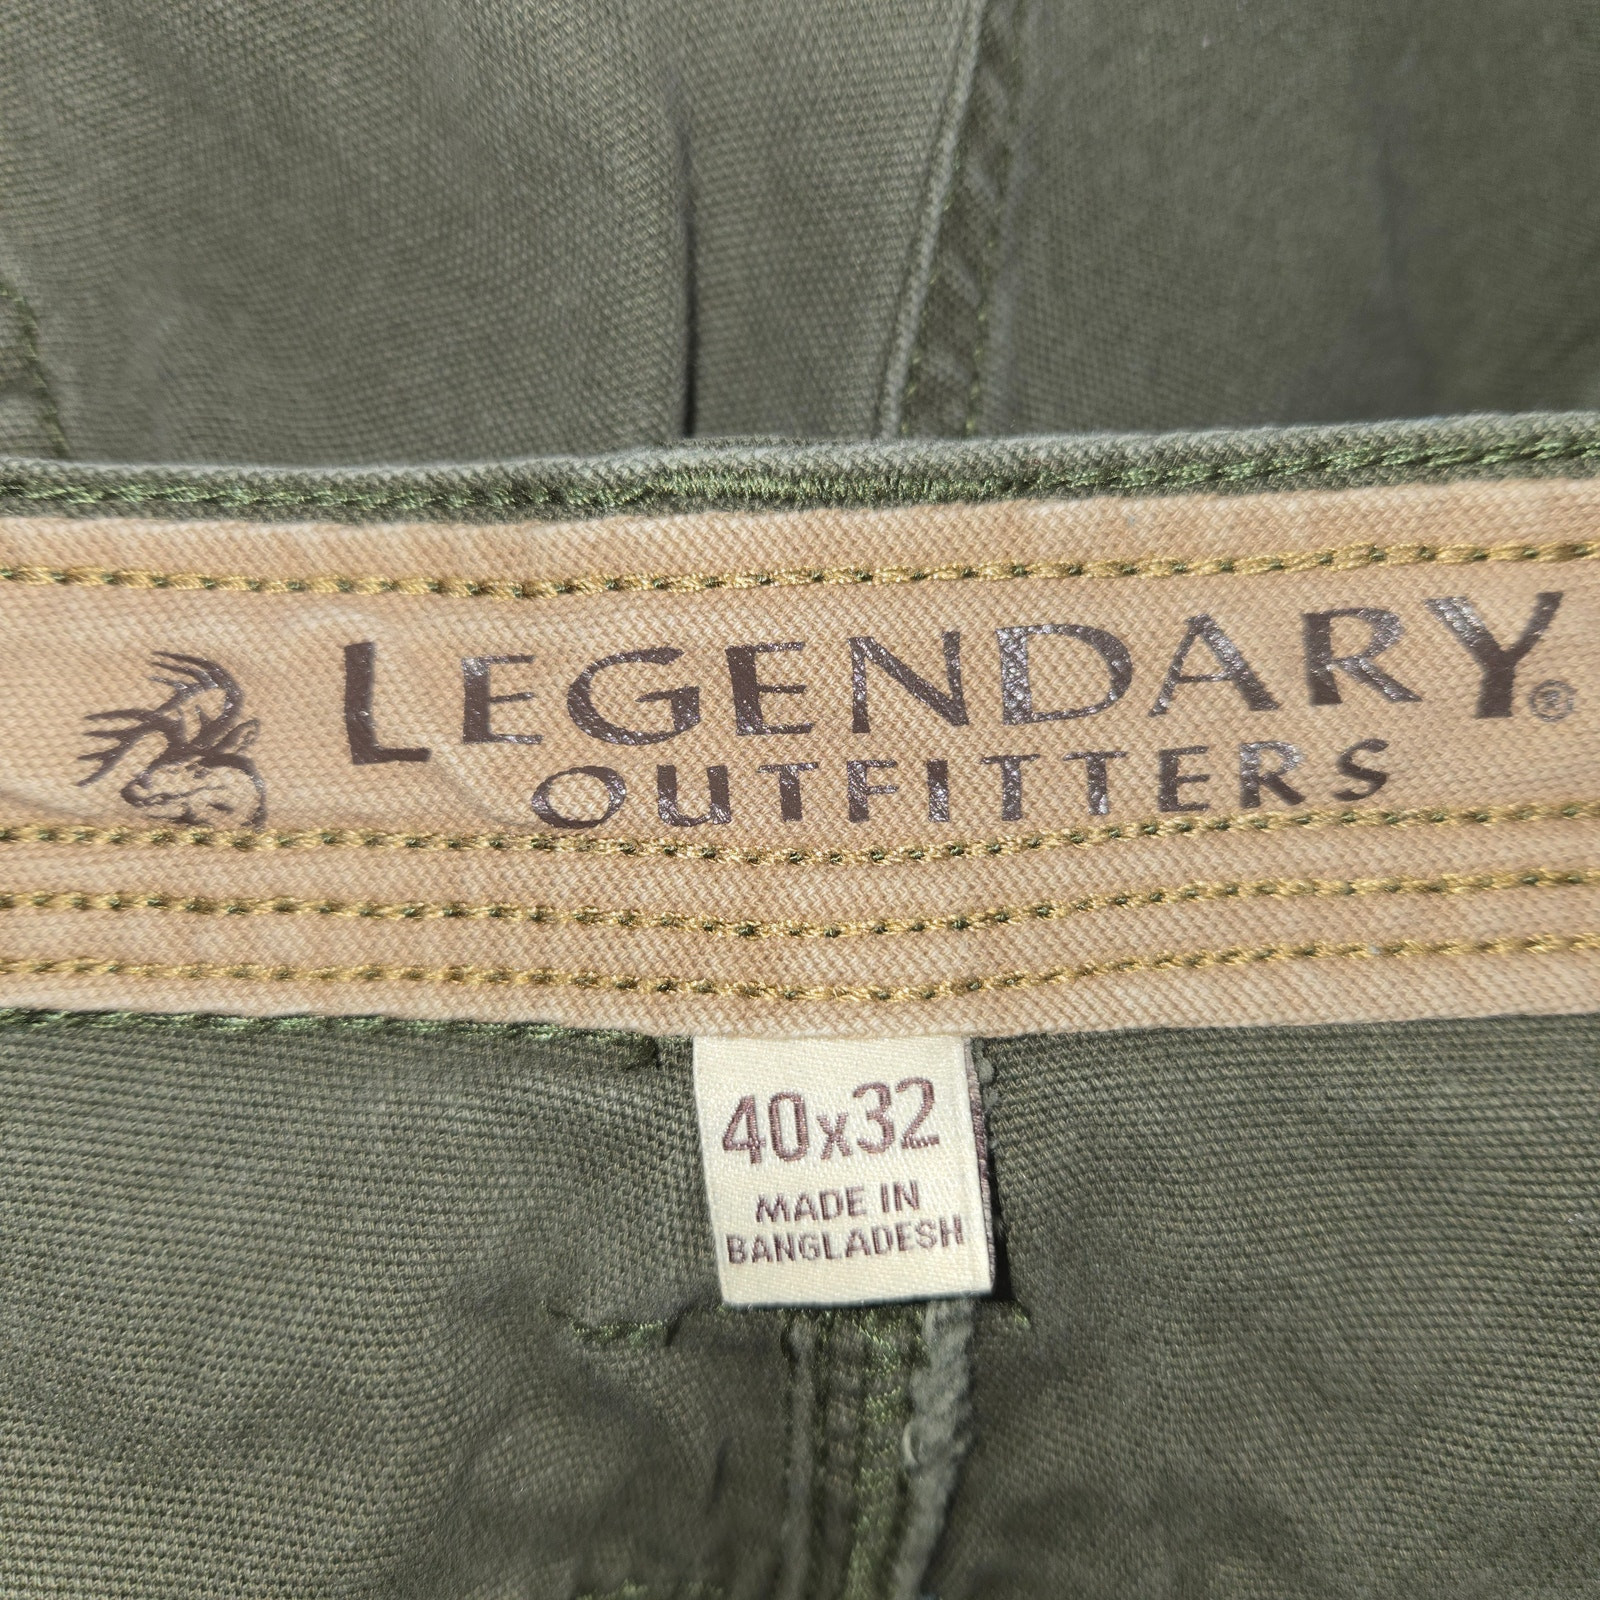 LEGENDARY®
OUTFITTERS
40x32
MADE IN
BANGLADESH